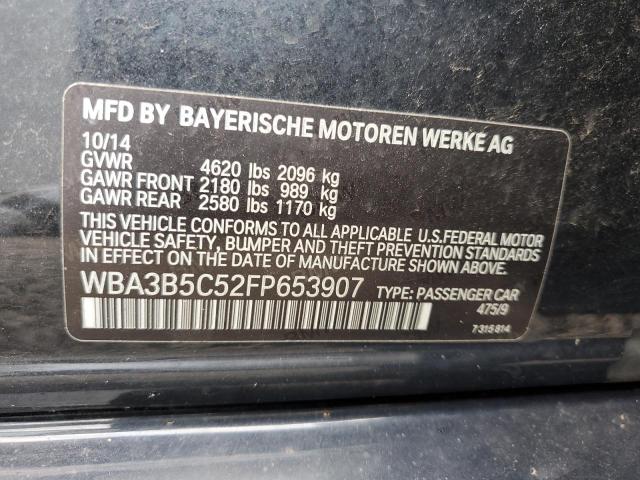 MFD BY BAYERISCHE MOTOREN WERKE AG
10/14
GVWR 4620 lbs 2096 kg
GAWR FRONT 2180 lbs 989 kg
GAWR REAR 2580 lbs 1170 kg
THIS VEHICLE CONFORMS TO ALL APPLICABLE U.S.FEDERAL MOTOR
VEHICLE SAFETY, BUMPER AND THEFT PREVENTION STANDARDS
IN EFFECT ON THE DATE OF MANUFACTURE SHOWN ABOVE.
WBA3B5C52FP653907 TYPE: PASSENGER CAR
475/9
7315814